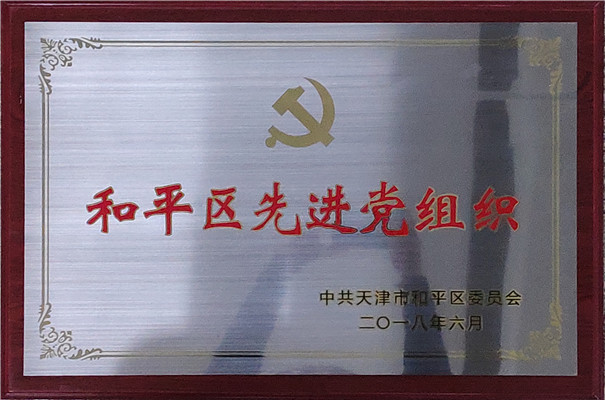 和平区先进党组织
中共天津市和平区委员会
二〇一八年六月